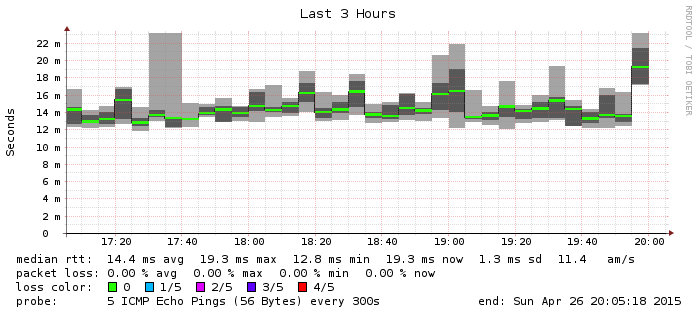 Last 3 Hours
RRDTOOL / TOBI OETIKER
Seconds
22 m
20 m
18 m
16 m
14 m
12 m
10 m
8 m
6 m
4 m
2 m
0
17:20 17:40 18:00 18:20 18:40 19:00 19:20 19:40 20:00
median rtt: 14.4 ms avg 19.3 ms max 12.8 ms min 19.3 ms now 1.3 ms sd 11.4 am/s
packet loss: 0.00 % avg 0.00 % max 0.00 % min 0.00 % now
loss color: 0 1/5 2/5 3/5 4/5
probe: 5 ICMP Echo Pings (56 Bytes) every 300s end: Sun Apr 26 20:05:18 2015